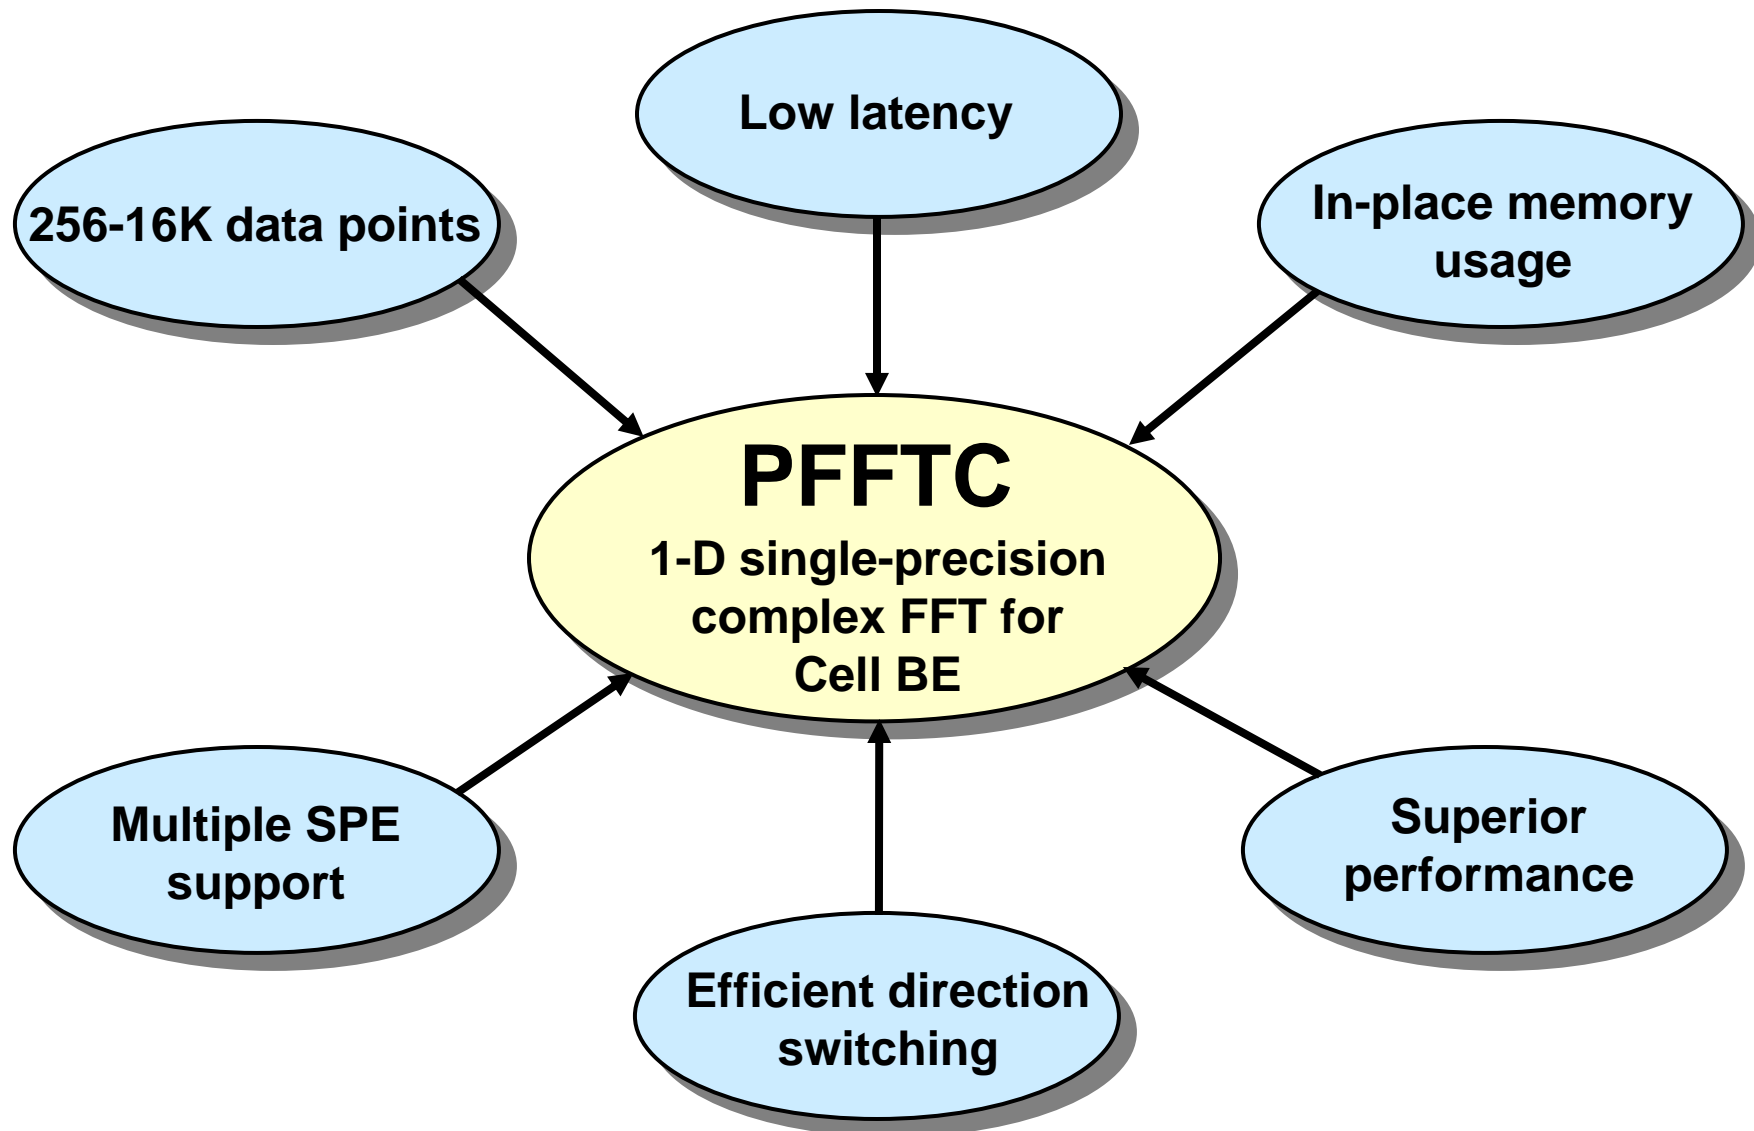 Low latency
256-16K data points
In-place memory
usage
PFFTC
1-D single-precision
complex FFT for
Cell BE
Multiple SPE
support
Superior
performance
Efficient direction
switching